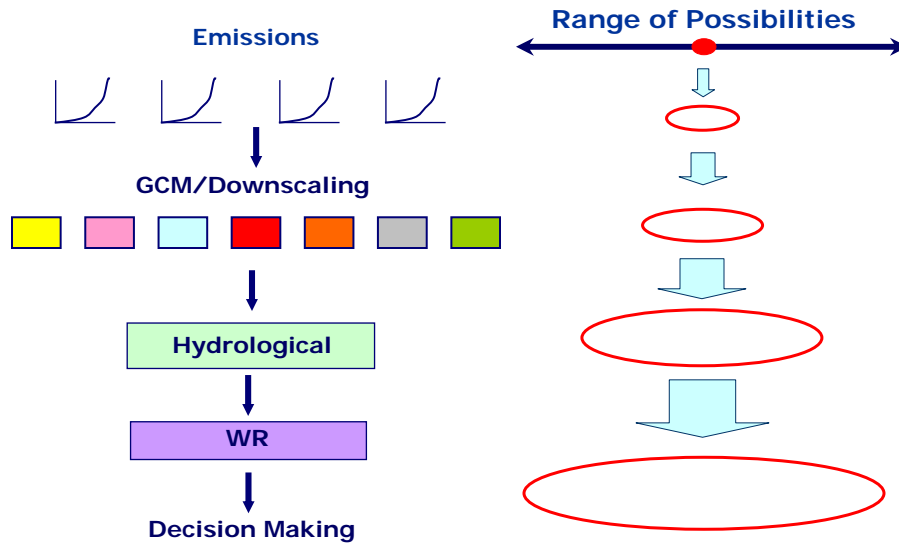 Emissions
Range of Possibilities
GCM/Downscaling
Hydrological
WR
Decision Making